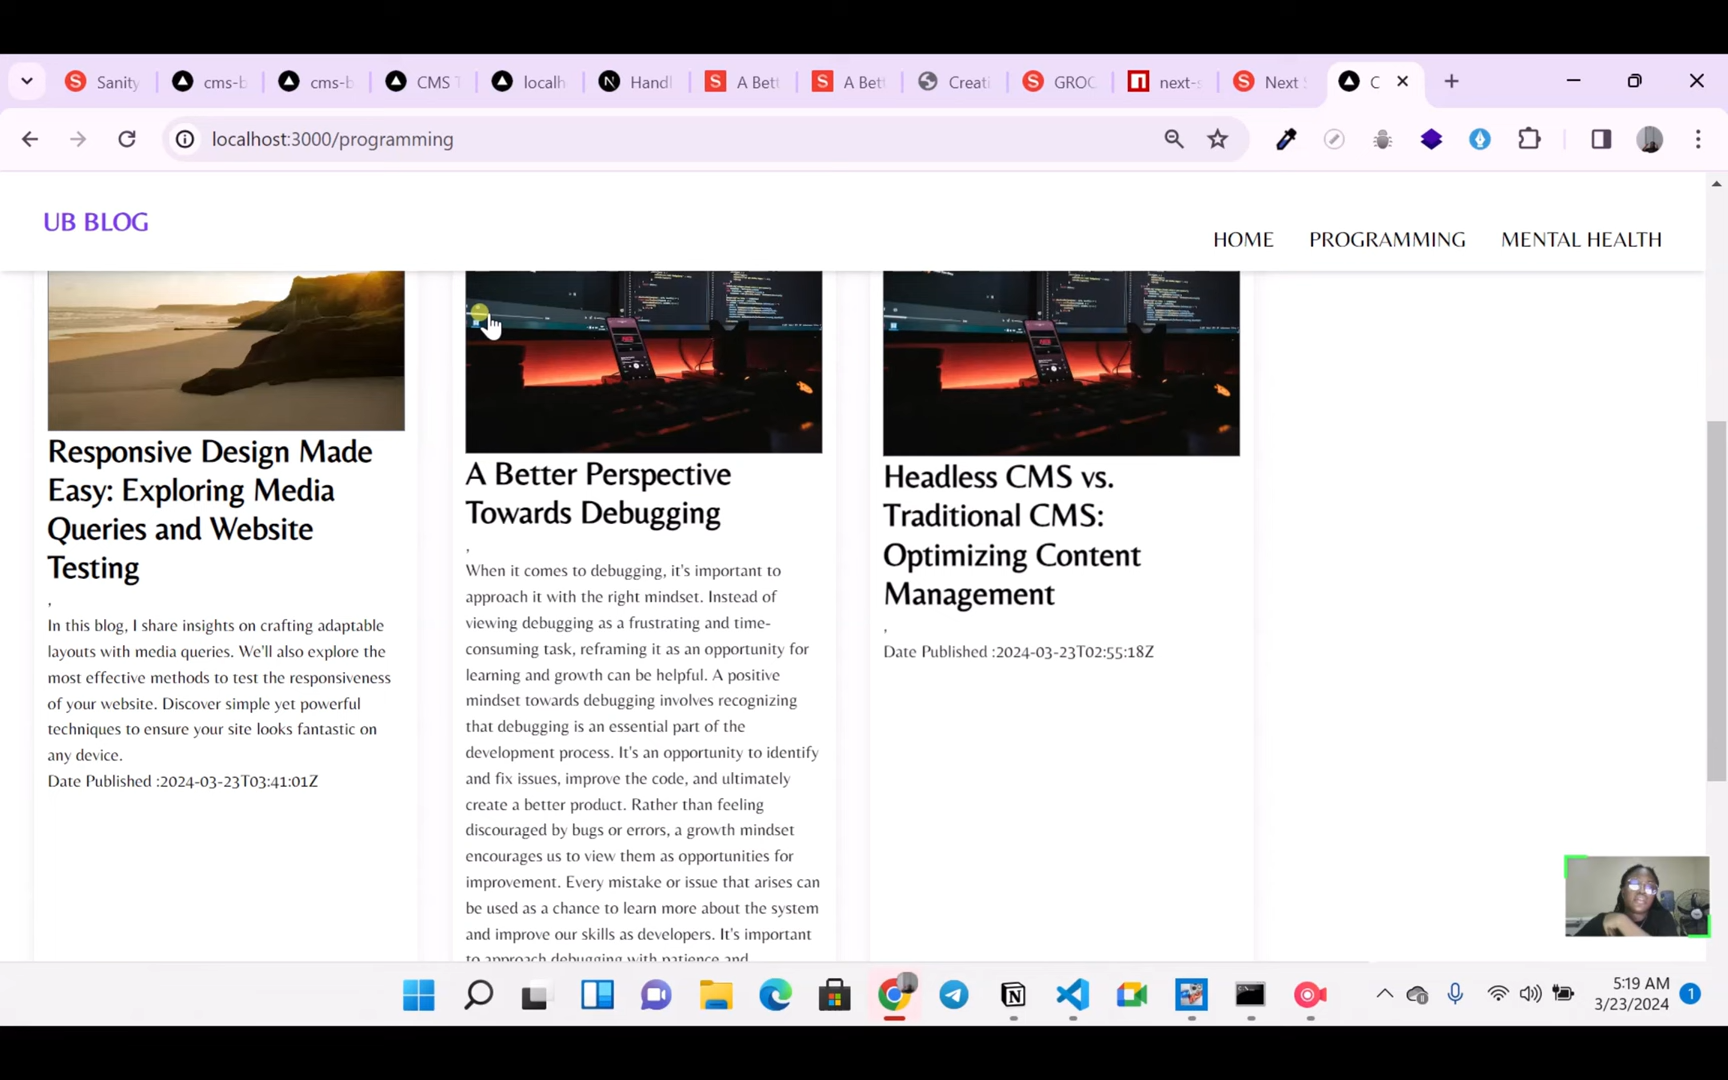 Sanity
cms-b
cms-b
CMS T
localh
Handl
A Bett
A Bett
Creati
GROC
next-s
Next
C
localhost:3000/programming
UB BLOG
HOME
PROGRAMMING
MENTAL HEALTH
Responsive Design Made
Easy: Exploring Media
Queries and Website
Testing
,
In this blog, I share insights on crafting adaptable
layouts with media queries. We'll also explore the
most effective methods to test the responsiveness
of your website. Discover simple yet powerful
techniques to ensure your site looks fantastic on
any device.
Date Published :2024-03-23T03:41:01Z
A Better Perspective
Towards Debugging
,
When it comes to debugging, it's important to
approach it with the right mindset. Instead of
viewing debugging as a frustrating and time-
consuming task, reframing it as an opportunity for
learning and growth can be helpful. A positive
mindset towards debugging involves recognizing
that debugging is an essential part of the
development process. It's an opportunity to identify
and fix issues, improve the code, and ultimately
create a better product. Rather than feeling
discouraged by bugs or errors, a growth mindset
encourages us to view them as opportunities for
improvement. Every mistake or issue that arises can
be used as a chance to learn more about the system
and improve our skills as developers. It's important
to approach debugging with patience and
Headless CMS vs.
Traditional CMS:
Optimizing Content
Management
,
Date Published :2024-03-23T02:55:18Z
5:19 AM
3/23/2024
1